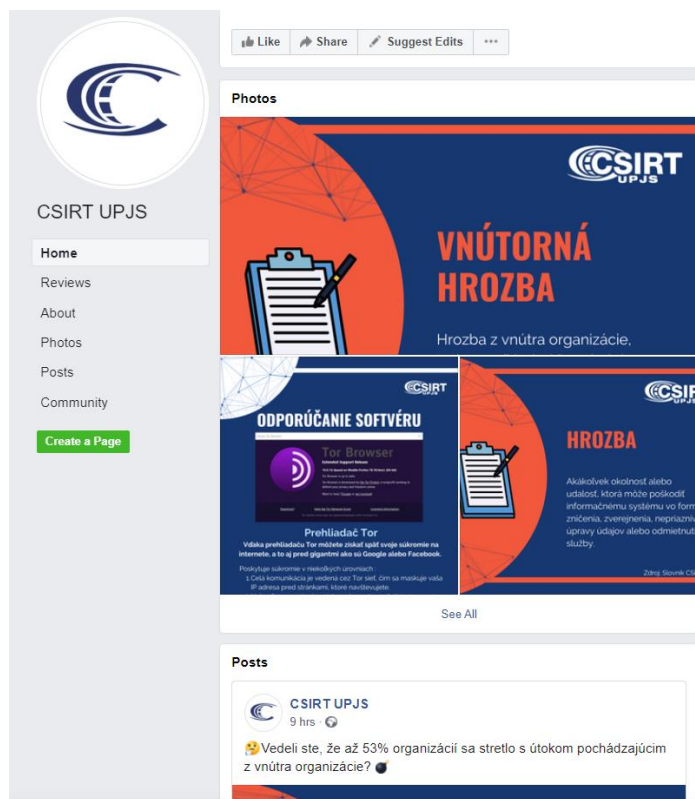 Like Share Suggest Edits ...
CSIRT UPJS
Home
Reviews
About
Photos
Posts
Community
Create a Page
Photos
CSIRT
UPJS
VNÚTORNÁ
HROZBA
Hrozba z vnútra organizácie,
CSIRT
UPJS
ODPORÚČANIE SOFTVÉRU
Tor Browser
Prehliadač Tor
Vďaka prehliadaču Tor môžete získať späť svoje súkromie na
internete, a to aj pred gigantmi ako sú Google alebo Facebook.
Poskytuje súkromie v niekoľkých úrovniach :
1 Celá komunikácia je vedená cez Tor sieť, čím sa maskuje vaša
IP adresa pred stránkami, ktoré navštevujete.
HROZBA
Akákoľvek okolnosť alebo
udalosť, ktorá môže poškodiť
informačnému systému vo form
zničenia, zverejnenia, nepriazniv
úpravy údajov alebo odmietnuti
služby.
Zdroj: Slovník CS
See All
Posts
CSIRT UPJS
9 hrs ·
🤔Vedeli ste, že až 53% organizácií sa stretlo s útokom pochádzajúcim
z vnútra organizácie? 💣